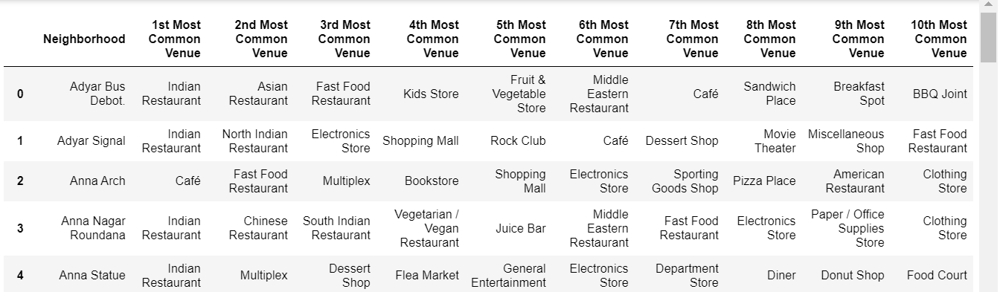 Neighborhood 1st Most Common Venue 2nd Most Common Venue 3rd Most Common Venue 4th Most Common Venue 5th Most Common Venue 6th Most Common Venue 7th Most Common Venue 8th Most Common Venue 9th Most Common Venue 10th Most Common Venue
0 Adyar Bus Debot. Indian Restaurant Asian Restaurant Fast Food Restaurant Kids Store Fruit & Vegetable Store Middle Eastern Restaurant Café Sandwich Place Breakfast Spot BBQ Joint
1 Adyar Signal Indian Restaurant North Indian Restaurant Electronics Store Shopping Mall Rock Club Café Dessert Shop Movie Theater Miscellaneous Shop Fast Food Restaurant
2 Anna Arch Café Fast Food Restaurant Multiplex Bookstore Shopping Mall Electronics Store Sporting Goods Shop Pizza Place American Restaurant Clothing Store
3 Anna Nagar Roundana Indian Restaurant Chinese Restaurant South Indian Restaurant Vegetarian / Vegan Restaurant Juice Bar Middle Eastern Restaurant Fast Food Restaurant Electronics Store Paper / Office Supplies Store Clothing Store
4 Anna Statue Indian Restaurant Multiplex Dessert Shop Flea Market General Entertainment Electronics Store Department Store Diner Donut Shop Food Court